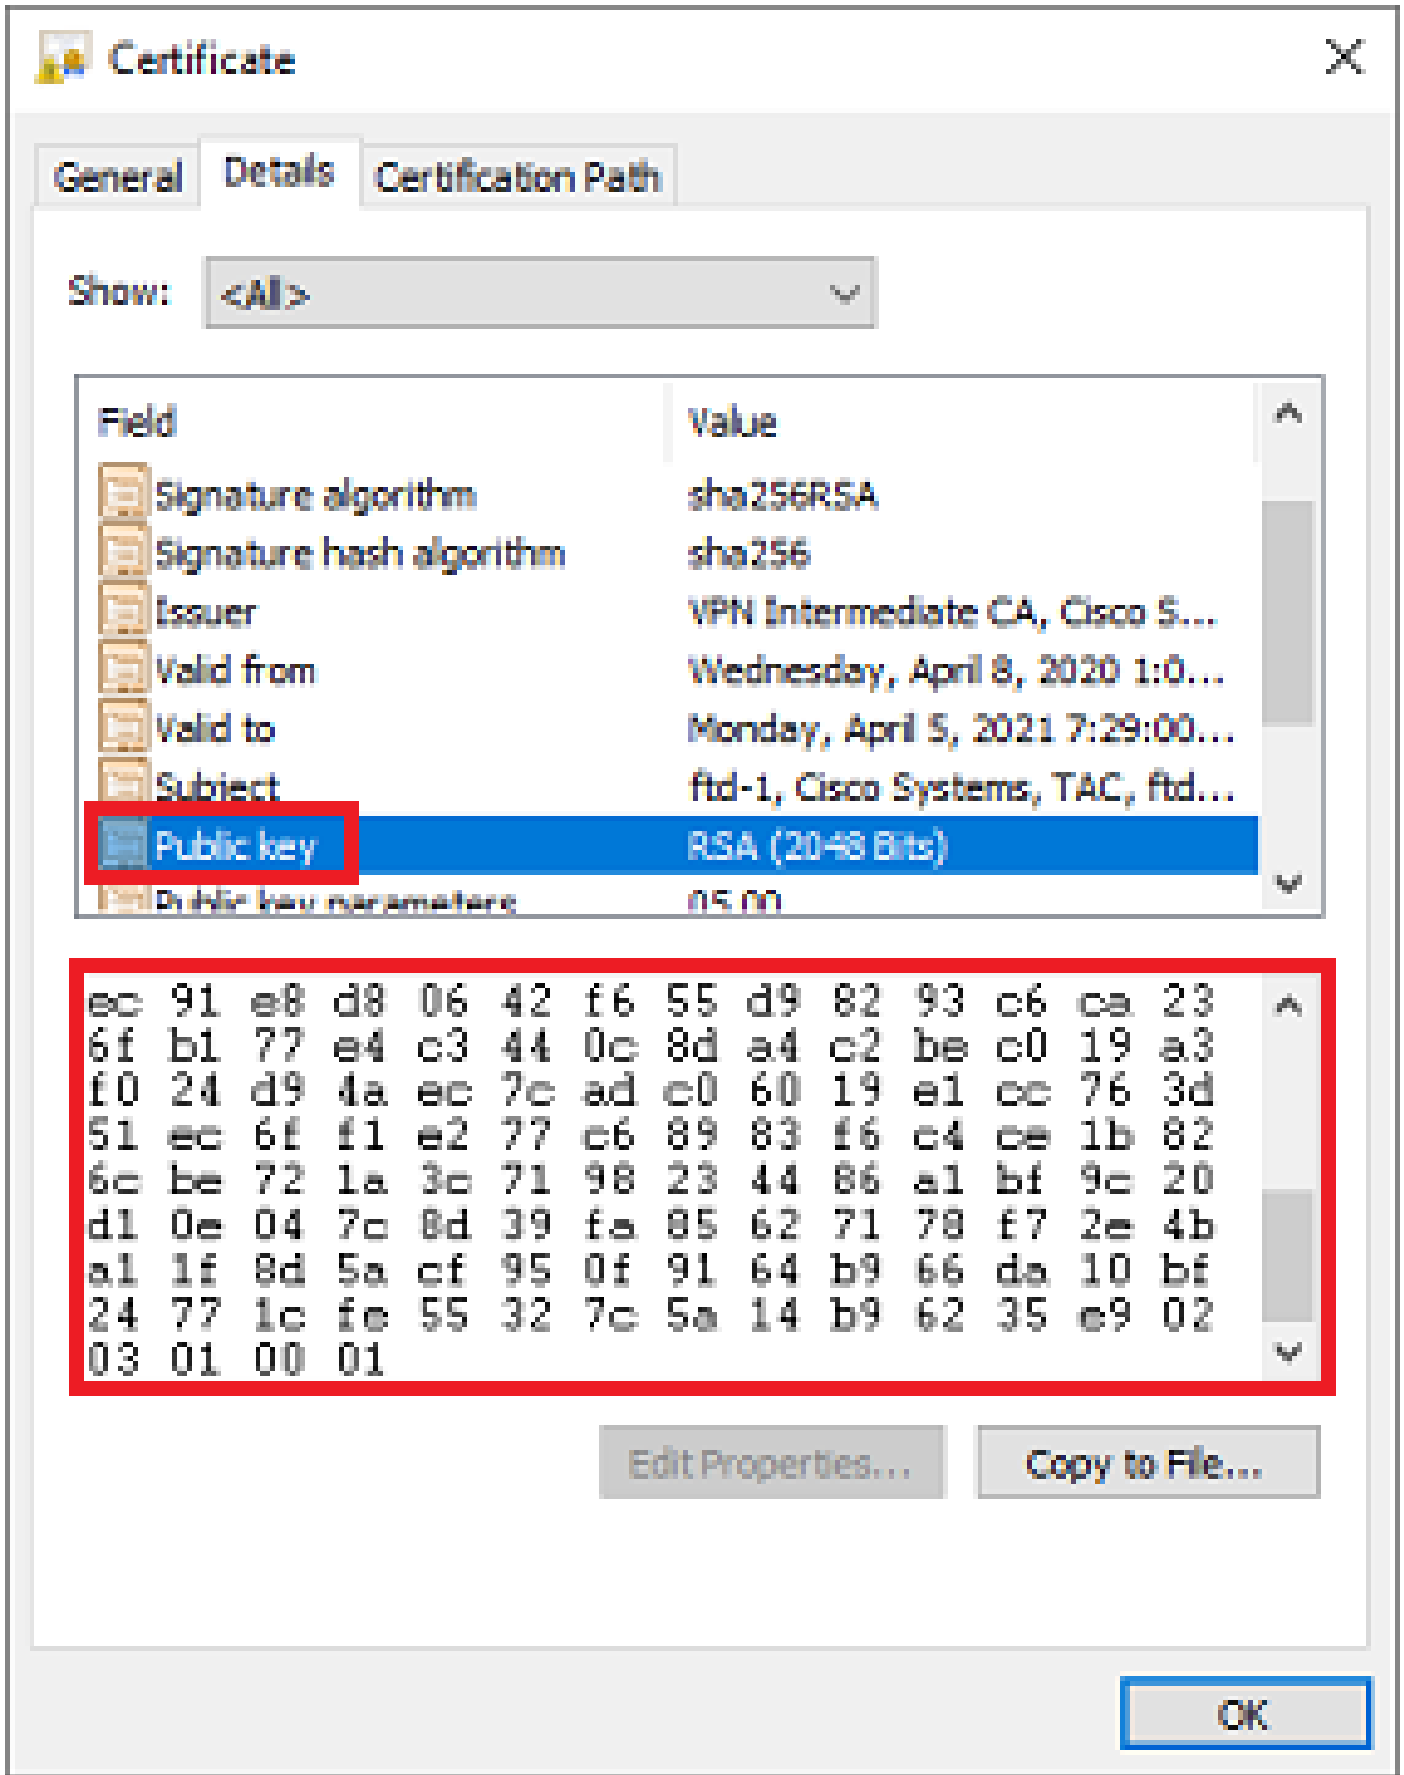 Certificate
General Details Certification Path
Show: <All>
Field Value
Signature algorithm sha256RSA
Signature hash algorithm sha256
Issuer VPN Intermediate CA, Cisco S...
Valid from Wednesday, April 8, 2020 1:0...
Valid to Monday, April 5, 2021 7:29:00...
Subject ftd-1, Cisco Systems, TAC, ftd...
Public key RSA (2048 Bits)
Public key parameters 05 00
ec 91 e8 d8 06 42 f6 55 d9 82 93 c6 ca 23
6f b1 77 e4 c3 44 0c 8d a4 c2 be c0 19 a3
f0 24 d9 4a ec 7c ad c0 60 19 e1 cc 76 3d
51 ec 6f f1 e2 77 c6 89 83 f6 c4 ce 1b 82
6c be 72 1a 3c 71 98 23 44 86 a1 bf 9c 20
d1 0e 04 7c 8d 39 fa 85 62 71 78 f7 2e 4b
a1 1f 8d 5a cf 95 0f 91 64 b9 66 da 10 bf
24 77 1c fe 55 32 7c 5a 14 b9 62 35 e9 02
03 01 00 01
Edit Properties... Copy to File...
OK